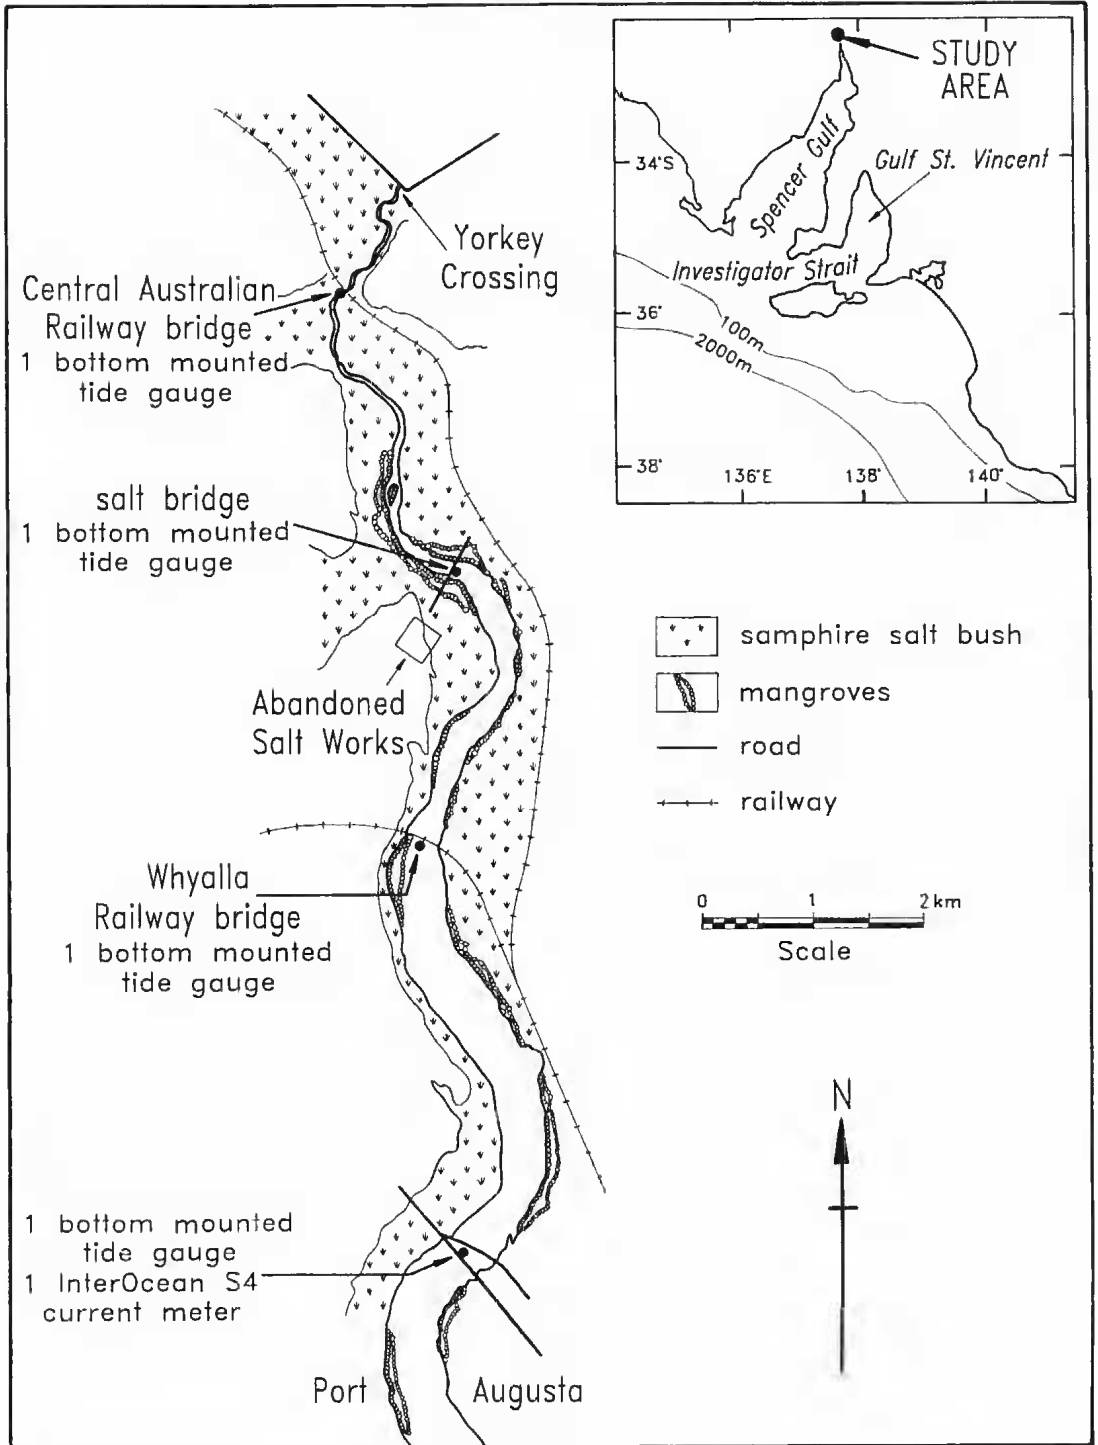 STUDY
AREA
34°S
Spencer Gulf
Gulf St. Vincent
Investigator Strait
36°
100m
2000m
38°
136°E
138°
140°
Yorkey
Crossing
Central Australian
Railway bridge
1 bottom mounted
tide gauge
salt bridge
1 bottom mounted
tide gauge
Abandoned
Salt Works
samphire salt bush
mangroves
road
railway
Whyalla
Railway bridge
1 bottom mounted
tide gauge
0 1 2 km
Scale
N
1 bottom mounted
tide gauge
1 InterOcean S4
current meter
Port Augusta